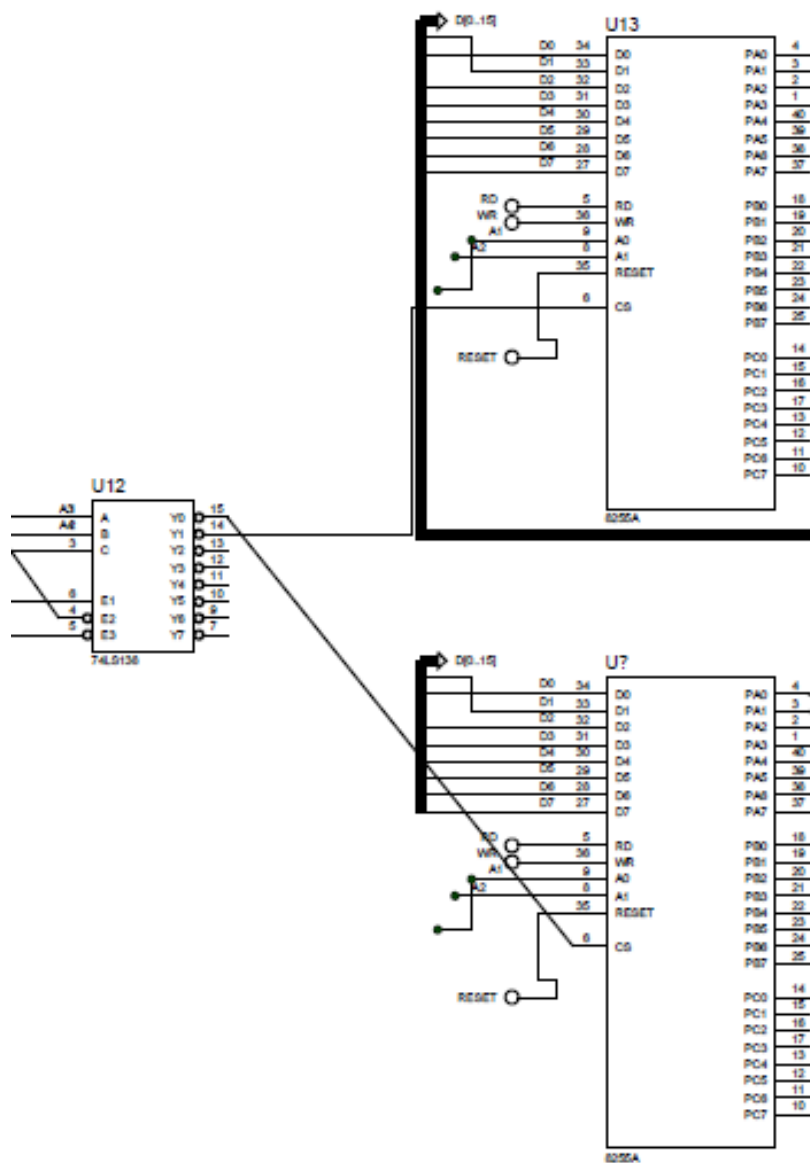 D[0..15]
U13
D0 34 D0 PA0 4
D1 33 D1 PA1 3
D2 32 D2 PA2 2
D3 31 D3 PA3 1
D4 30 D4 PA4 40
D5 29 D5 PA5 39
D6 28 D6 PA6 38
D7 27 D7 PA7 37
RD 5 RD PB0 18
WR 36 WR PB1 19
A1 9 A0 PB2 20
A2 8 A1 PB3 21
35 RESET PB4 22
PB5 23
6 CS PB6 24
PB7 25
RESET PC0 14
PC1 15
PC2 16
PC3 17
PC4 13
PC5 12
PC6 11
PC7 10
8255A
U12
A Y0 15
B Y1 14
3 C Y2 13
Y3 12
Y4 11
6 E1 Y5 10
4 E2 Y6 9
5 E3 Y7 7
74LS138
D[0..15]
U?
D0 34 D0 PA0 4
D1 33 D1 PA1 3
D2 32 D2 PA2 2
D3 31 D3 PA3 1
D4 30 D4 PA4 40
D5 29 D5 PA5 39
D6 28 D6 PA6 38
D7 27 D7 PA7 37
RD 5 RD PB0 18
WR 36 WR PB1 19
A1 9 A0 PB2 20
A2 8 A1 PB3 21
35 RESET PB4 22
PB5 23
6 CS PB6 24
PB7 25
RESET PC0 14
PC1 15
PC2 16
PC3 17
PC4 13
PC5 12
PC6 11
PC7 10
8255A